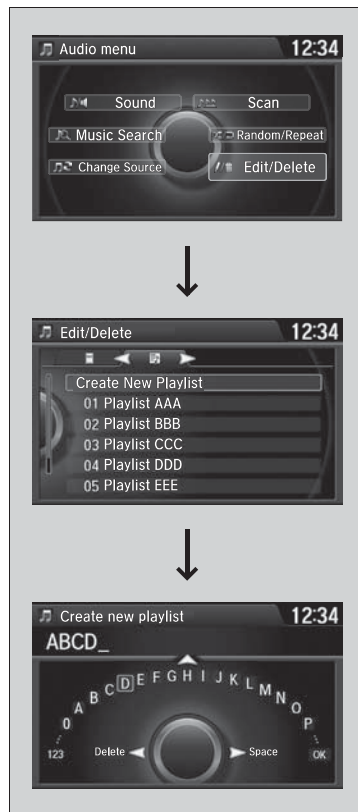 Audio menu 12:34
Sound Scan
Music Search Random/Repeat
Change Source Edit/Delete
Edit/Delete 12:34
Create New Playlist
01 Playlist AAA
02 Playlist BBB
03 Playlist CCC
04 Playlist DDD
05 Playlist EEE
Create new playlist 12:34
ABCD_
123 0 A B C D E F G H I J K L M N O P OK
Delete Space